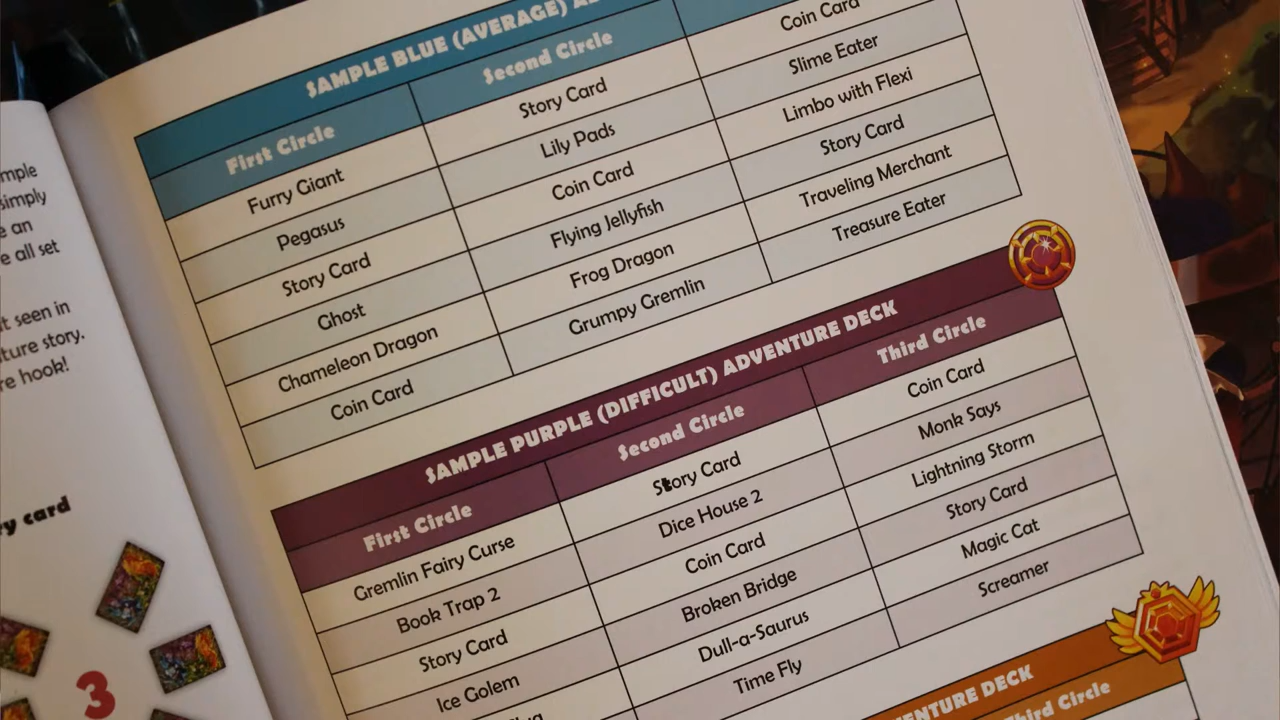 mple
simply
e an
e all set
t seen in
ture story.
re hook!
ry card
3
SAMPLE BLUE (AVERAGE)
First Circle
Second Circle
Furry Giant
Story Card
Coin Card
Pegasus
Lily Pads
Slime Eater
Story Card
Coin Card
Limbo with Flexi
Ghost
Flying Jellyfish
Story Card
Chameleon Dragon
Frog Dragon
Traveling Merchant
Coin Card
Grumpy Gremlin
Treasure Eater
SAMPLE PURPLE (DIFFICULT) ADVENTURE DECK
First Circle
Second Circle
Third Circle
Gremlin Fairy Curse
Story Card
Coin Card
Book Trap 2
Dice House 2
Monk Says
Story Card
Coin Card
Lightning Storm
Ice Golem
Broken Bridge
Story Card
Dull-a-Saurus
Magic Cat
Time Fly
Screamer
VENTURE DECK
Third Circle